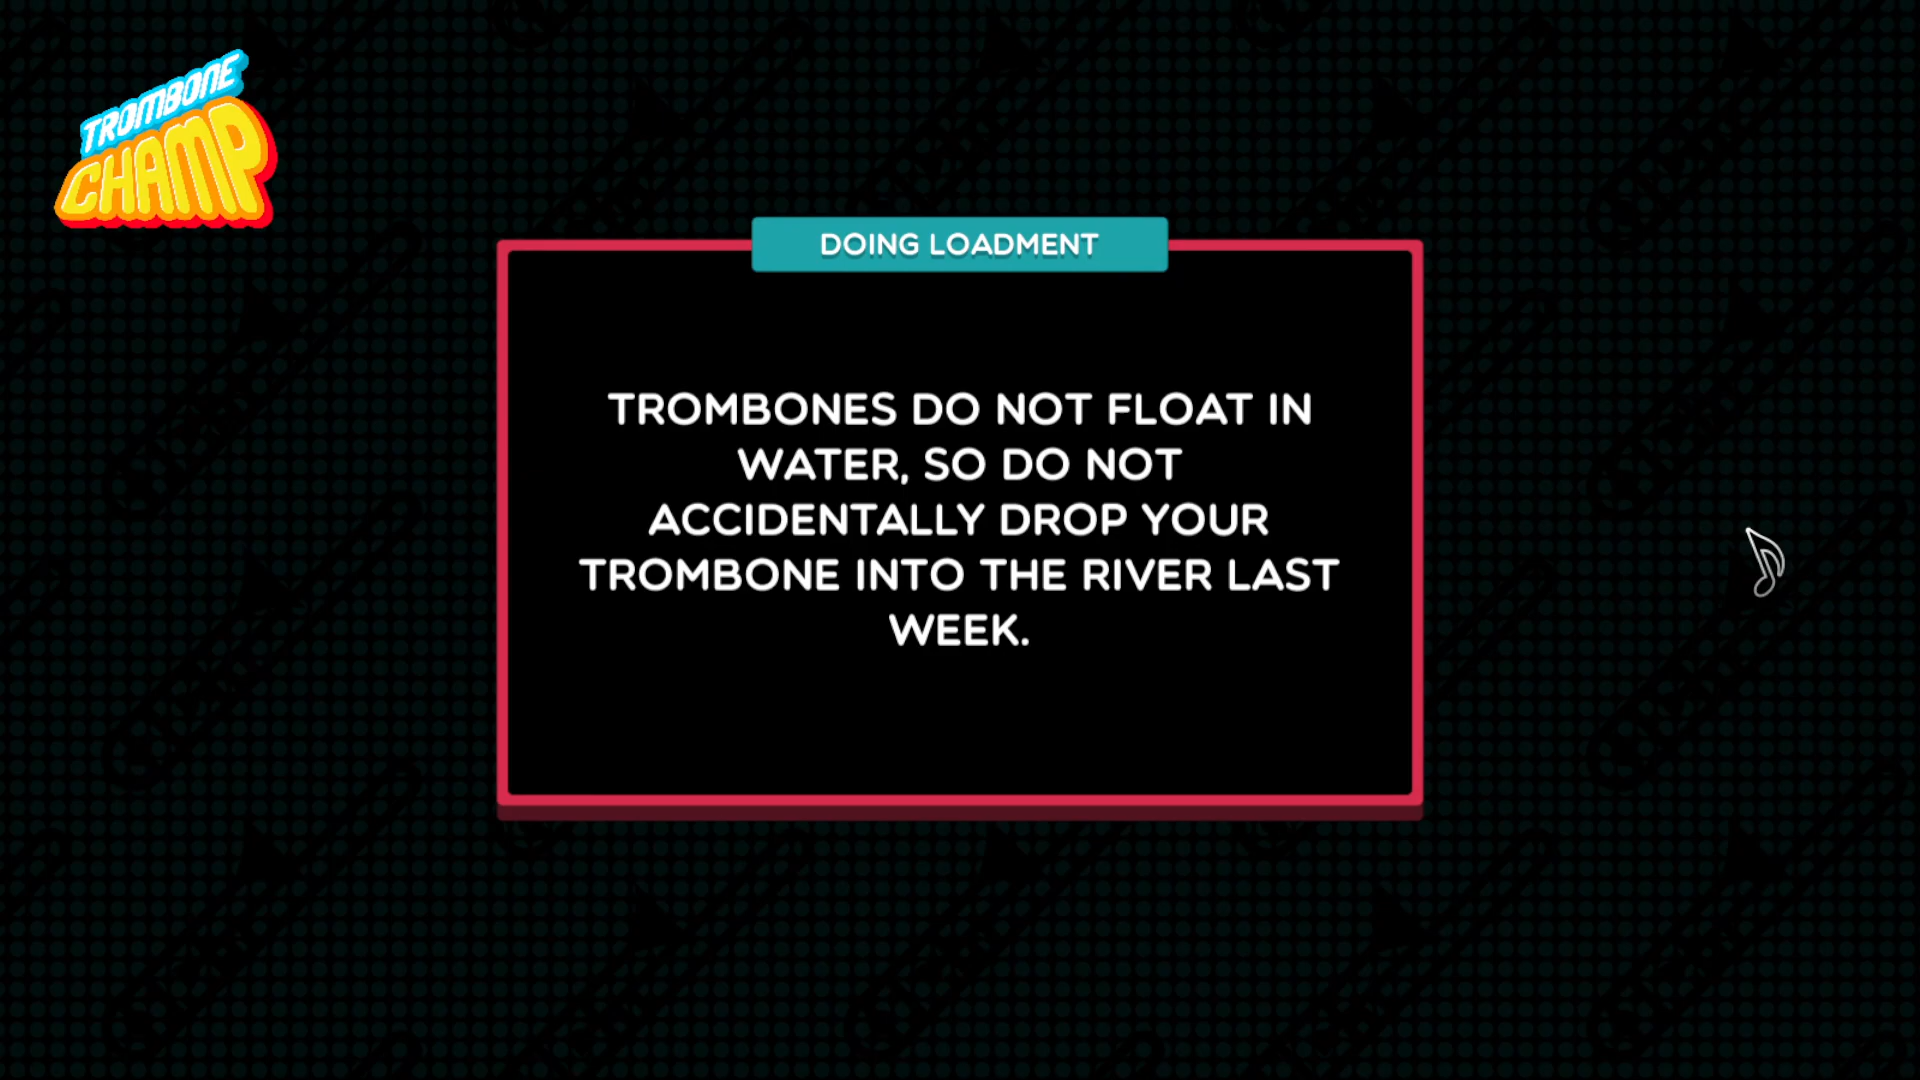 TROMBONE
CHAMP
DOING LOADMENT
TROMBONES DO NOT FLOAT IN
WATER, SO DO NOT
ACCIDENTALLY DROP YOUR
TROMBONE INTO THE RIVER LAST
WEEK.